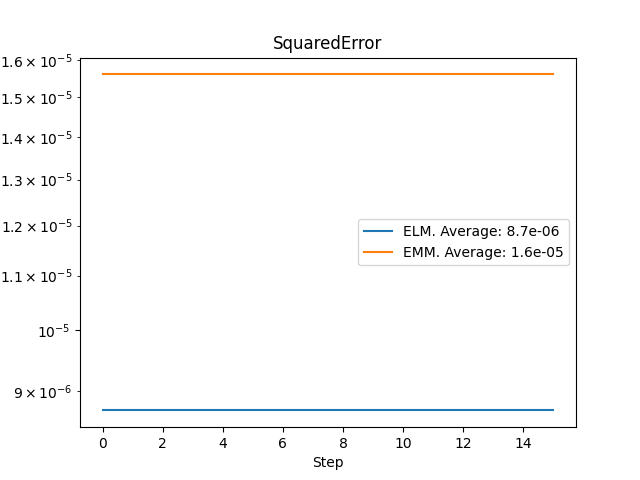 SquaredError
1.6 × 10⁻⁵
1.5 × 10⁻⁵
1.4 × 10⁻⁵
1.3 × 10⁻⁵
1.2 × 10⁻⁵
1.1 × 10⁻⁵
10⁻⁵
9 × 10⁻⁶
ELM. Average: 8.7e-06
EMM. Average: 1.6e-05
0 2 4 6 8 10 12 14
Step